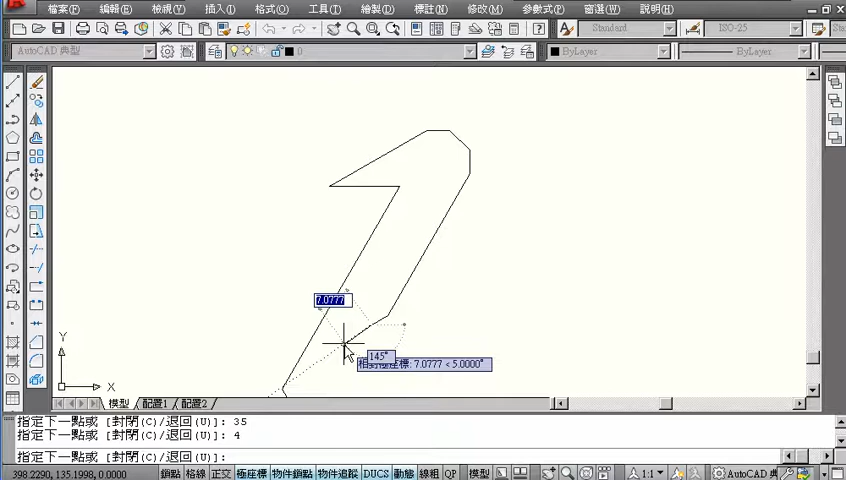 檔案(F) 編輯(E) 檢視(V) 插入(I) 格式(O) 工具(T) 繪製(D) 標註(N) 修改(M) 參數式(P) 視窗(W) 說明(H)
Standard ISO-25
AutoCAD 典型 0 ByLayer ByLayer
7.0777
145°
相對極座標: 7.0777 < 5.0000°
Y
X
模型 配置1 配置2
指定下一點或 [封閉(C)/退回(U)]: 35
指定下一點或 [封閉(C)/退回(U)]: 4
指定下一點或 [封閉(C)/退回(U)]:
398.2290, 135.1998, 0.0000 鎖點 格線 正交 極座標 物件鎖點 物件追蹤 DUCS 動態 線粗 QP 模型 1:1 AutoCAD 典